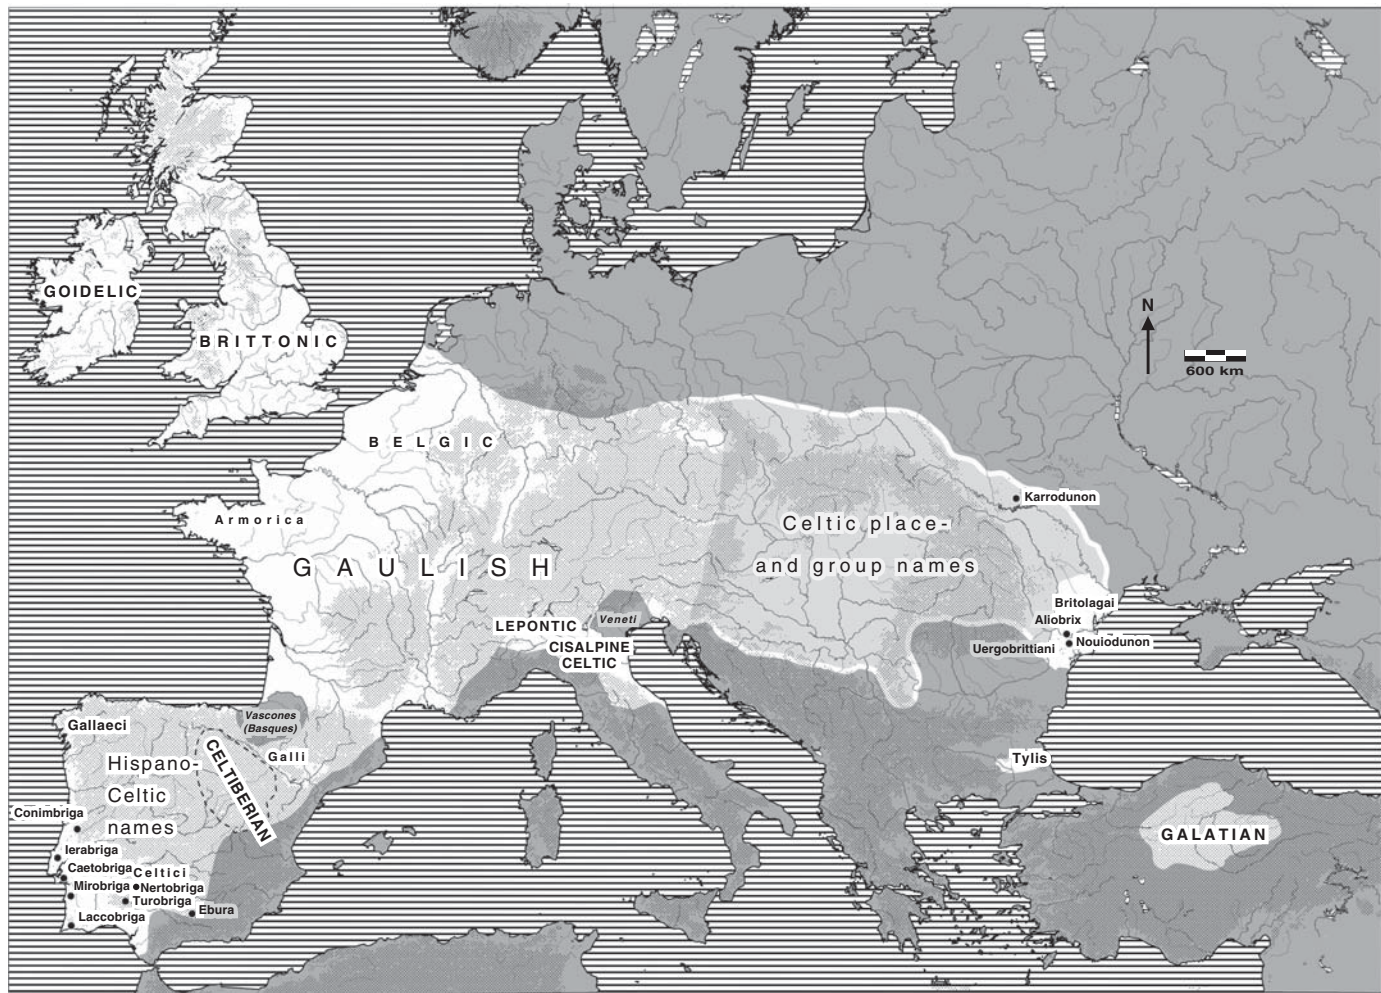 GOIDELIC
BRITTONIC
N
600 km
BELGIC
Armorica
GAULISH
Celtic place-
and group names
Karrodunon
LEPONTIC
Veneti
CISALPINE
CELTIC
Britolagai
Aliobrix
Nouiodunon
Uergobrittiani
Gallaeci
Vascones
(Basques)
Galli
Hispano-
Celtic
names
CELTIBERIAN
Tylis
GALATIAN
Conimbriga
Ierabriga
Caetobriga
Celtici
Mirobriga
Nertobriga
Turobriga
Laccobriga
Ebura